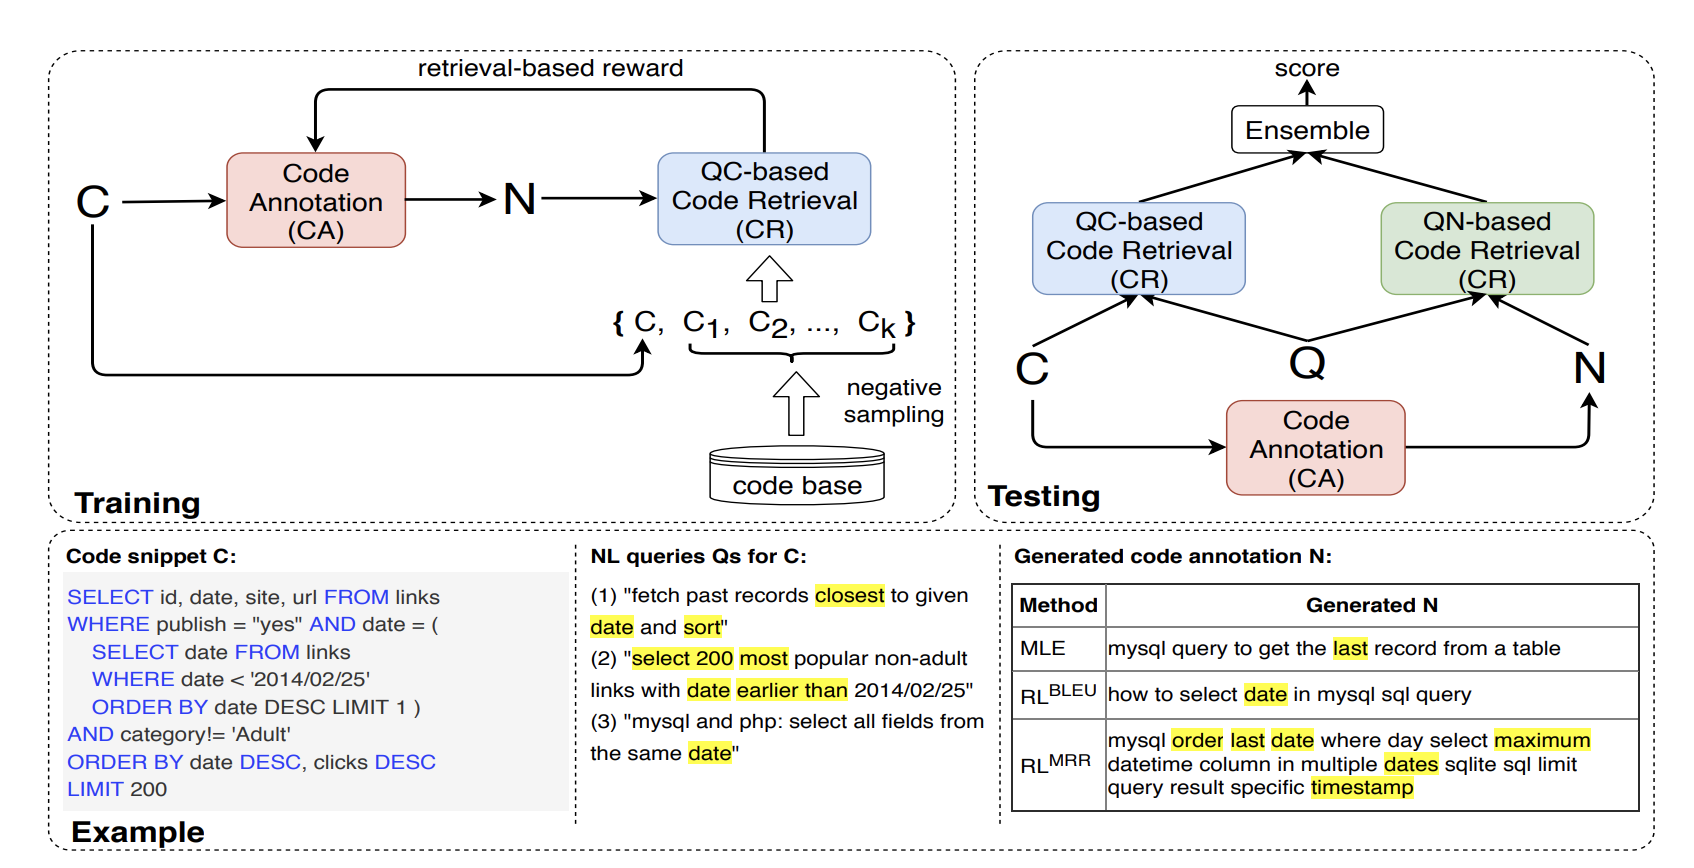 retrieval-based reward
C
Code
Annotation
(CA)
N
QC-based
Code Retrieval
(CR)
{ C, C1, C2, ..., Ck }
negative
sampling
code base
Training
score
Ensemble
QC-based
Code Retrieval
(CR)
QN-based
Code Retrieval
(CR)
C
Q
N
Code
Annotation
(CA)
Testing
Code snippet C:
SELECT id, date, site, url FROM links
WHERE publish = "yes" AND date = (
SELECT date FROM links
WHERE date < '2014/02/25'
ORDER BY date DESC LIMIT 1 )
AND category!= 'Adult'
ORDER BY date DESC, clicks DESC
LIMIT 200
Example
NL queries Qs for C:
(1) "fetch past records closest to given
date and sort"
(2) "select 200 most popular non-adult
links with date earlier than 2014/02/25"
(3) "mysql and php: select all fields from
the same date"
Generated code annotation N:
Method Generated N
MLE mysql query to get the last record from a table
RLBLEU how to select date in mysql sql query
RLMRR mysql order last date where day select maximum
datetime column in multiple dates sqlite sql limit
query result specific timestamp